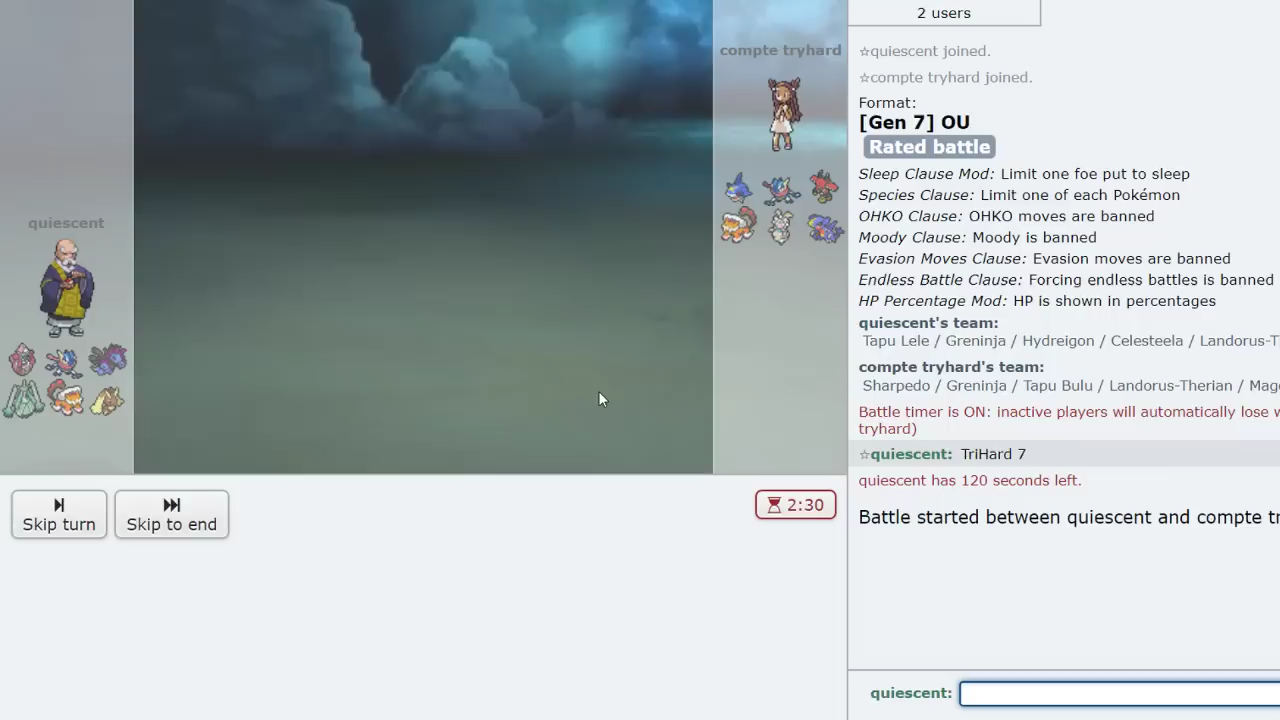 2 users
compte tryhard
quiescent
☆quiescent joined.
☆compte tryhard joined.
Format:
[Gen 7] OU
Rated battle
Sleep Clause Mod: Limit one foe put to sleep
Species Clause: Limit one of each Pokémon
OHKO Clause: OHKO moves are banned
Moody Clause: Moody is banned
Evasion Moves Clause: Evasion moves are banned
Endless Battle Clause: Forcing endless battles is banned
HP Percentage Mod: HP is shown in percentages
quiescent's team:
Tapu Lele / Greninja / Hydreigon / Celesteela / Landorus-T
compte tryhard's team:
Sharpedo / Greninja / Tapu Bulu / Landorus-Therian / Mag
Battle timer is ON: inactive players will automatically lose w
tryhard)
☆quiescent: TriHard 7
quiescent has 120 seconds left.
Battle started between quiescent and compte tr
Skip turn
Skip to end
2:30
quiescent: